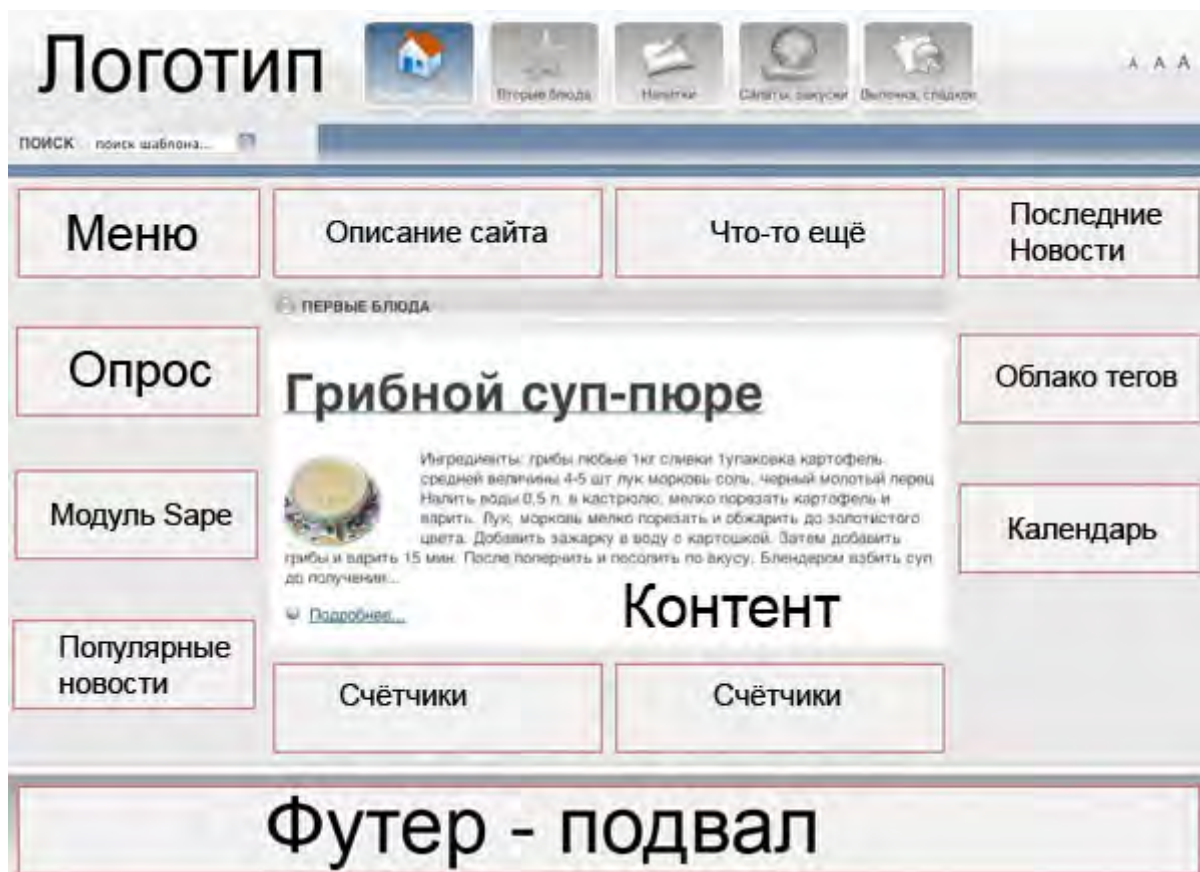 Логотип
Вторые блюда
Напитки
Салаты, закуски
Выпечка, сладкое
А А А
ПОИСК поиск шаблона...
Меню
Описание сайта
Что-то ещё
Последние
Новости
ПЕРВЫЕ БЛЮДА
Опрос
Облако тегов
Грибной суп-пюре
Ингредиенты: грибы любые 1кг сливки 1упаковка картофель
средней величины 4-5 шт лук морковь соль, черный молотый перец
Налить воды 0,5 л. в кастрюлю, мелко порезать картофель и
варить. Лук, морковь мелко порезать и обжарить до золотистого
цвета. Добавить зажарку в воду с картошкой. Затем добавить
грибы и варить 15 мин. После поперчить и посолить по вкусу. Блендером взбить суп
до получения...
Модуль Sape
Календарь
Подробнее...
Контент
Популярные
новости
Счётчики
Счётчики
Футер - подвал